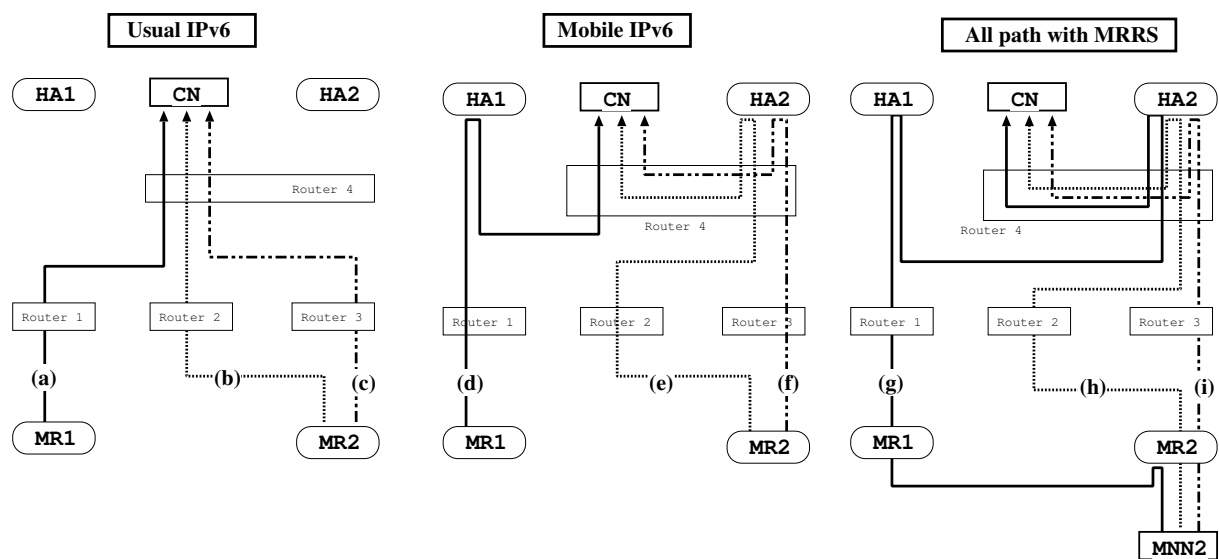 Usual IPv6
HA1
CN
HA2
Router 4
Router 1
Router 2
Router 3
(a)
(b)
(c)
MR1
MR2
Mobile IPv6
HA1
CN
HA2
Router 4
Router 1
Router 2
Router 3
(d)
(e)
(f)
MR1
MR2
All path with MRRS
HA1
CN
HA2
Router 4
Router 1
Router 2
Router 3
(g)
(h)
(i)
MR1
MR2
MNN2